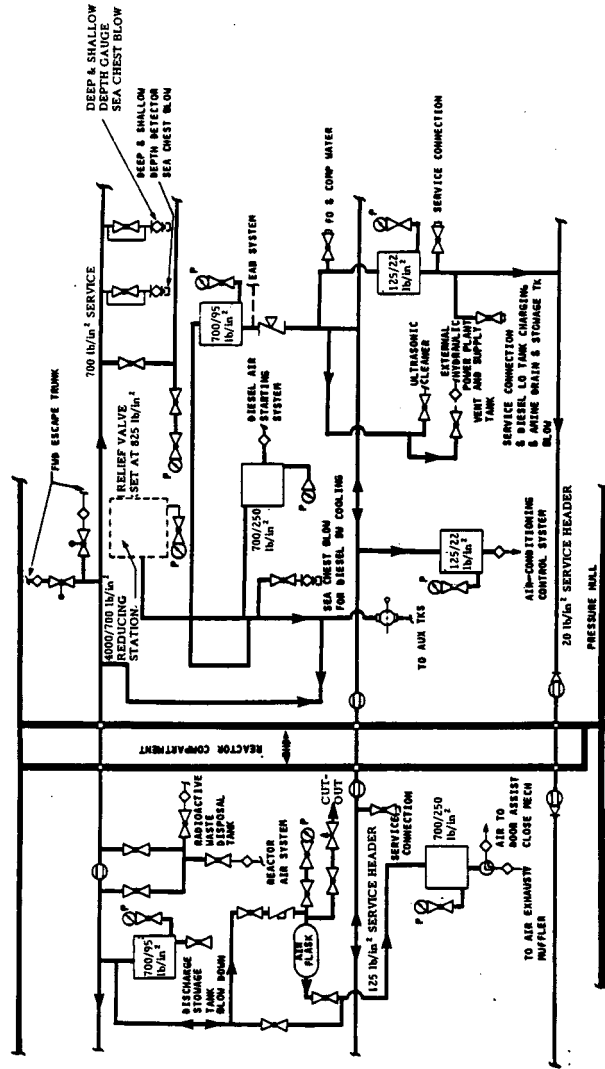 DEEP & SHALLOW
DEPTH GAUGE
SEA CHEST BLOW
DEEP & SHALLOW
DEPTH DETECTOR
SEA CHEST BLOW
FWD ESCAPE TRUNK
700 lb/in² SERVICE
RELIEF VALVE
SET AT 825 lb/in²
4000/700 lb/in²
REDUCING
STATION
P
P
P
700/95
lb/in²
EAB SYSTEM
DIESEL AIR
STARTING
SYSTEM
700/250
lb/in²
P
FO & COMP WATER
P
125/22
lb/in²
SERVICE CONNECTION
SEA CHEST BLOW
FOR DIESEL SW COOLING
ULTRASONIC
CLEANER
EXTERNAL
HYDRAULIC
POWER PLANT
VENT AND SUPPLY
TANK
SERVICE CONNECTION
& DIESEL LO TANK CHARGING
& AMINE DRAIN & STOWAGE TK
BLOW
TO AUX TKS
P
125/22
lb/in²
AIR-CONDITIONING
CONTROL SYSTEM
20 lb/in² SERVICE HEADER
PRESSURE HULL
REACTOR COMPARTMENT
BHD
RADIOACTIVE
WASTE
DISPOSAL
TANK
REACTOR
AIR SYSTEM
P
700/95
lb/in²
DISCHARGE
STOWAGE
TANK
BLOW DOWN
P
CUT-
OUT
AIR
FLASK
SERVICE
CONNECTION
125 lb/in² SERVICE HEADER
700/250
lb/in²
P
AIR TO
DOOR ASSIST
CLOSE MECH
TO AIR EXHAUST
MUFFLER